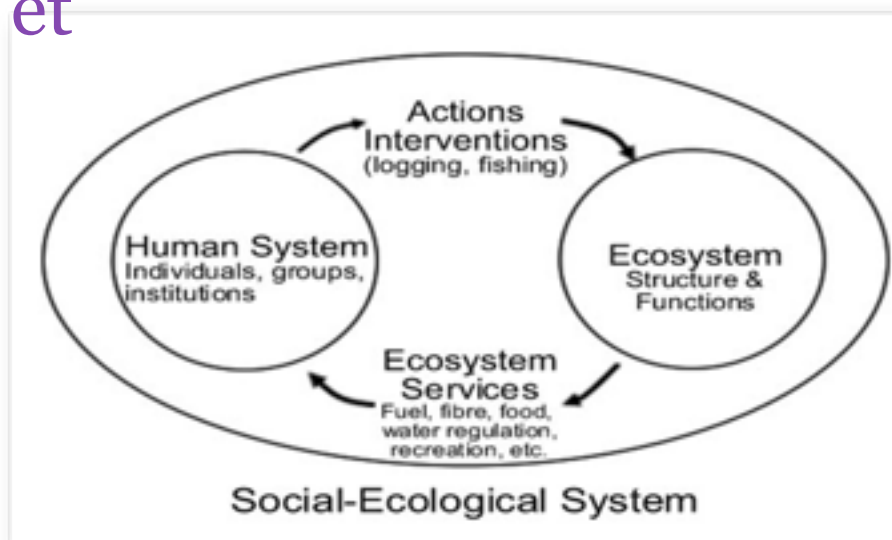 et
Actions
Interventions
(logging, fishing)
Human System
Individuals, groups,
institutions
Ecosystem
Structure &
Functions
Ecosystem
Services
Fuel, fibre, food,
water regulation,
recreation, etc.
Social-Ecological System